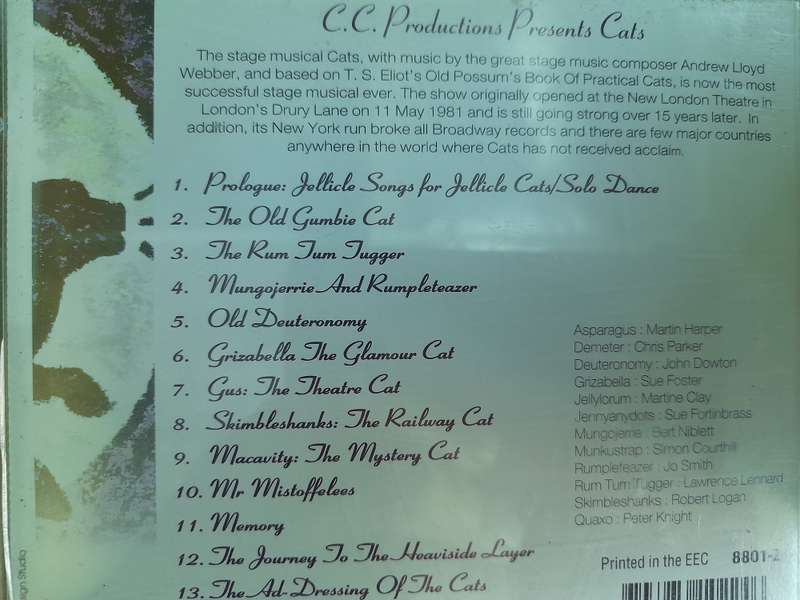 C.C. Productions Presents Cats
The stage musical Cats, with music by the great stage music composer Andrew Lloyd
Webber, and based on T. S. Eliot's Old Possum's Book Of Practical Cats, is now the most
successful stage musical ever. The show originally opened at the New London Theatre in
London's Drury Lane on 11 May 1981 and is still going strong over 15 years later. In
addition, its New York run broke all Broadway records and there are few major countries
anywhere in the world where Cats has not received acclaim.
1. Prologue: Jellicle Songs for Jellicle Cats/Solo Dance
2. The Old Gumbie Cat
3. The Rum Tum Tugger
4. Mungojerrie And Rumpleteazer
5. Old Deuteronomy
6. Grizabella The Glamour Cat
7. Gus: The Theatre Cat
8. Skimbleshanks: The Railway Cat
9. Macavity: The Mystery Cat
10. Mr Mistoffelees
11. Memory
12. The Journey To The Heaviside Layer
13. The Ad-Dressing Of The Cats
Asparagus : Martin Harper
Demeter : Chris Parker
Deuteronomy : John Dowton
Grizabella : Sue Foster
Jellylorum : Martine Clay
Jennyanydots : Sue Fortinbrass
Mungojerrie : Bert Niblett
Munkustrap : Simon Courthill
Rumpleteazer : Jo Smith
Rum Tum Tugger : Lawrence Lennard
Skimbleshanks : Robert Logan
Quaxo : Peter Knight
Printed in the EEC 8801-2
Studio